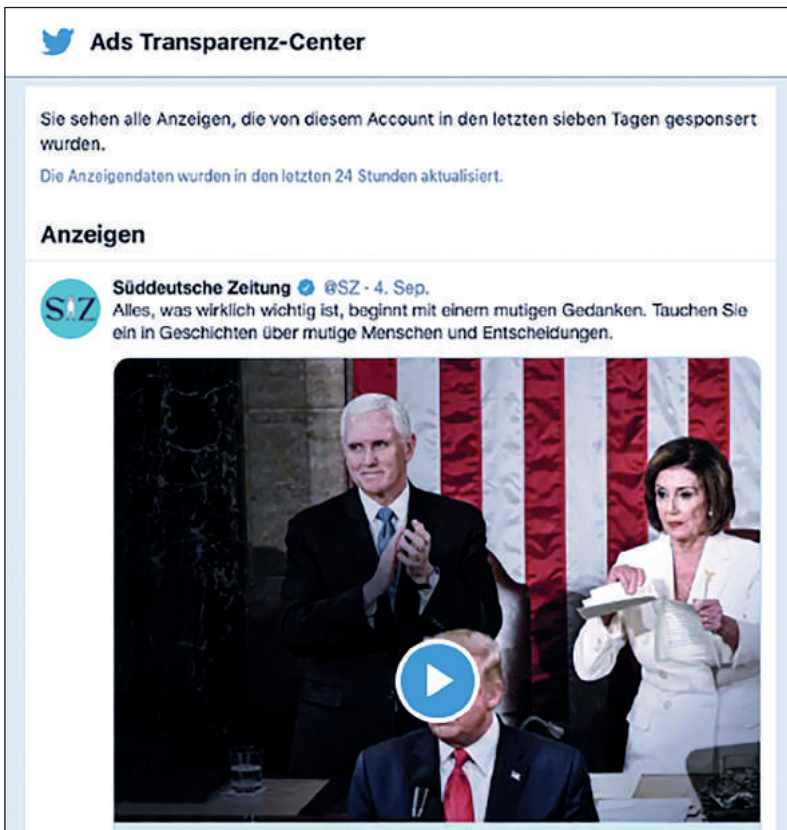 Ads Transparenz-Center
Sie sehen alle Anzeigen, die von diesem Account in den letzten sieben Tagen gesponsert
wurden.
Die Anzeigendaten wurden in den letzten 24 Stunden aktualisiert.
Anzeigen
SZ
Süddeutsche Zeitung @SZ · 4. Sep.
Alles, was wirklich wichtig ist, beginnt mit einem mutigen Gedanken. Tauchen Sie
ein in Geschichten über mutige Menschen und Entscheidungen.